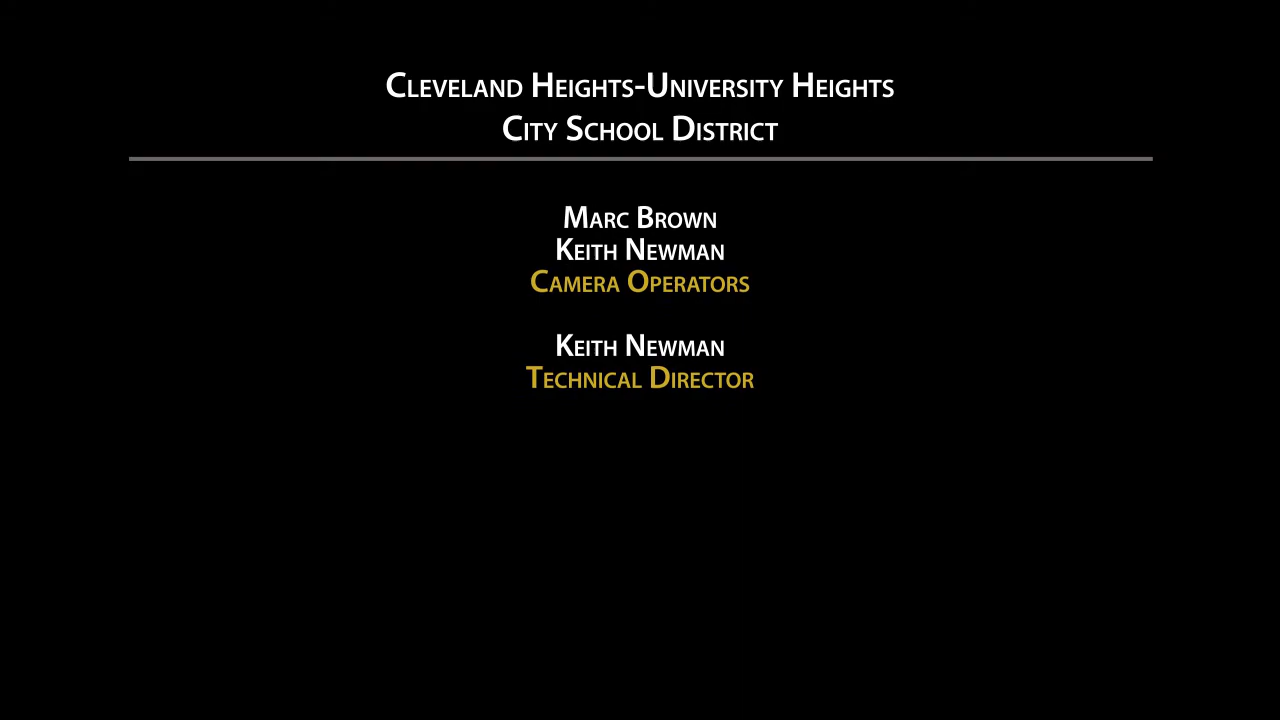 Cleveland Heights-University Heights
City School District
Marc Brown
Keith Newman
Camera Operators
Keith Newman
Technical Director